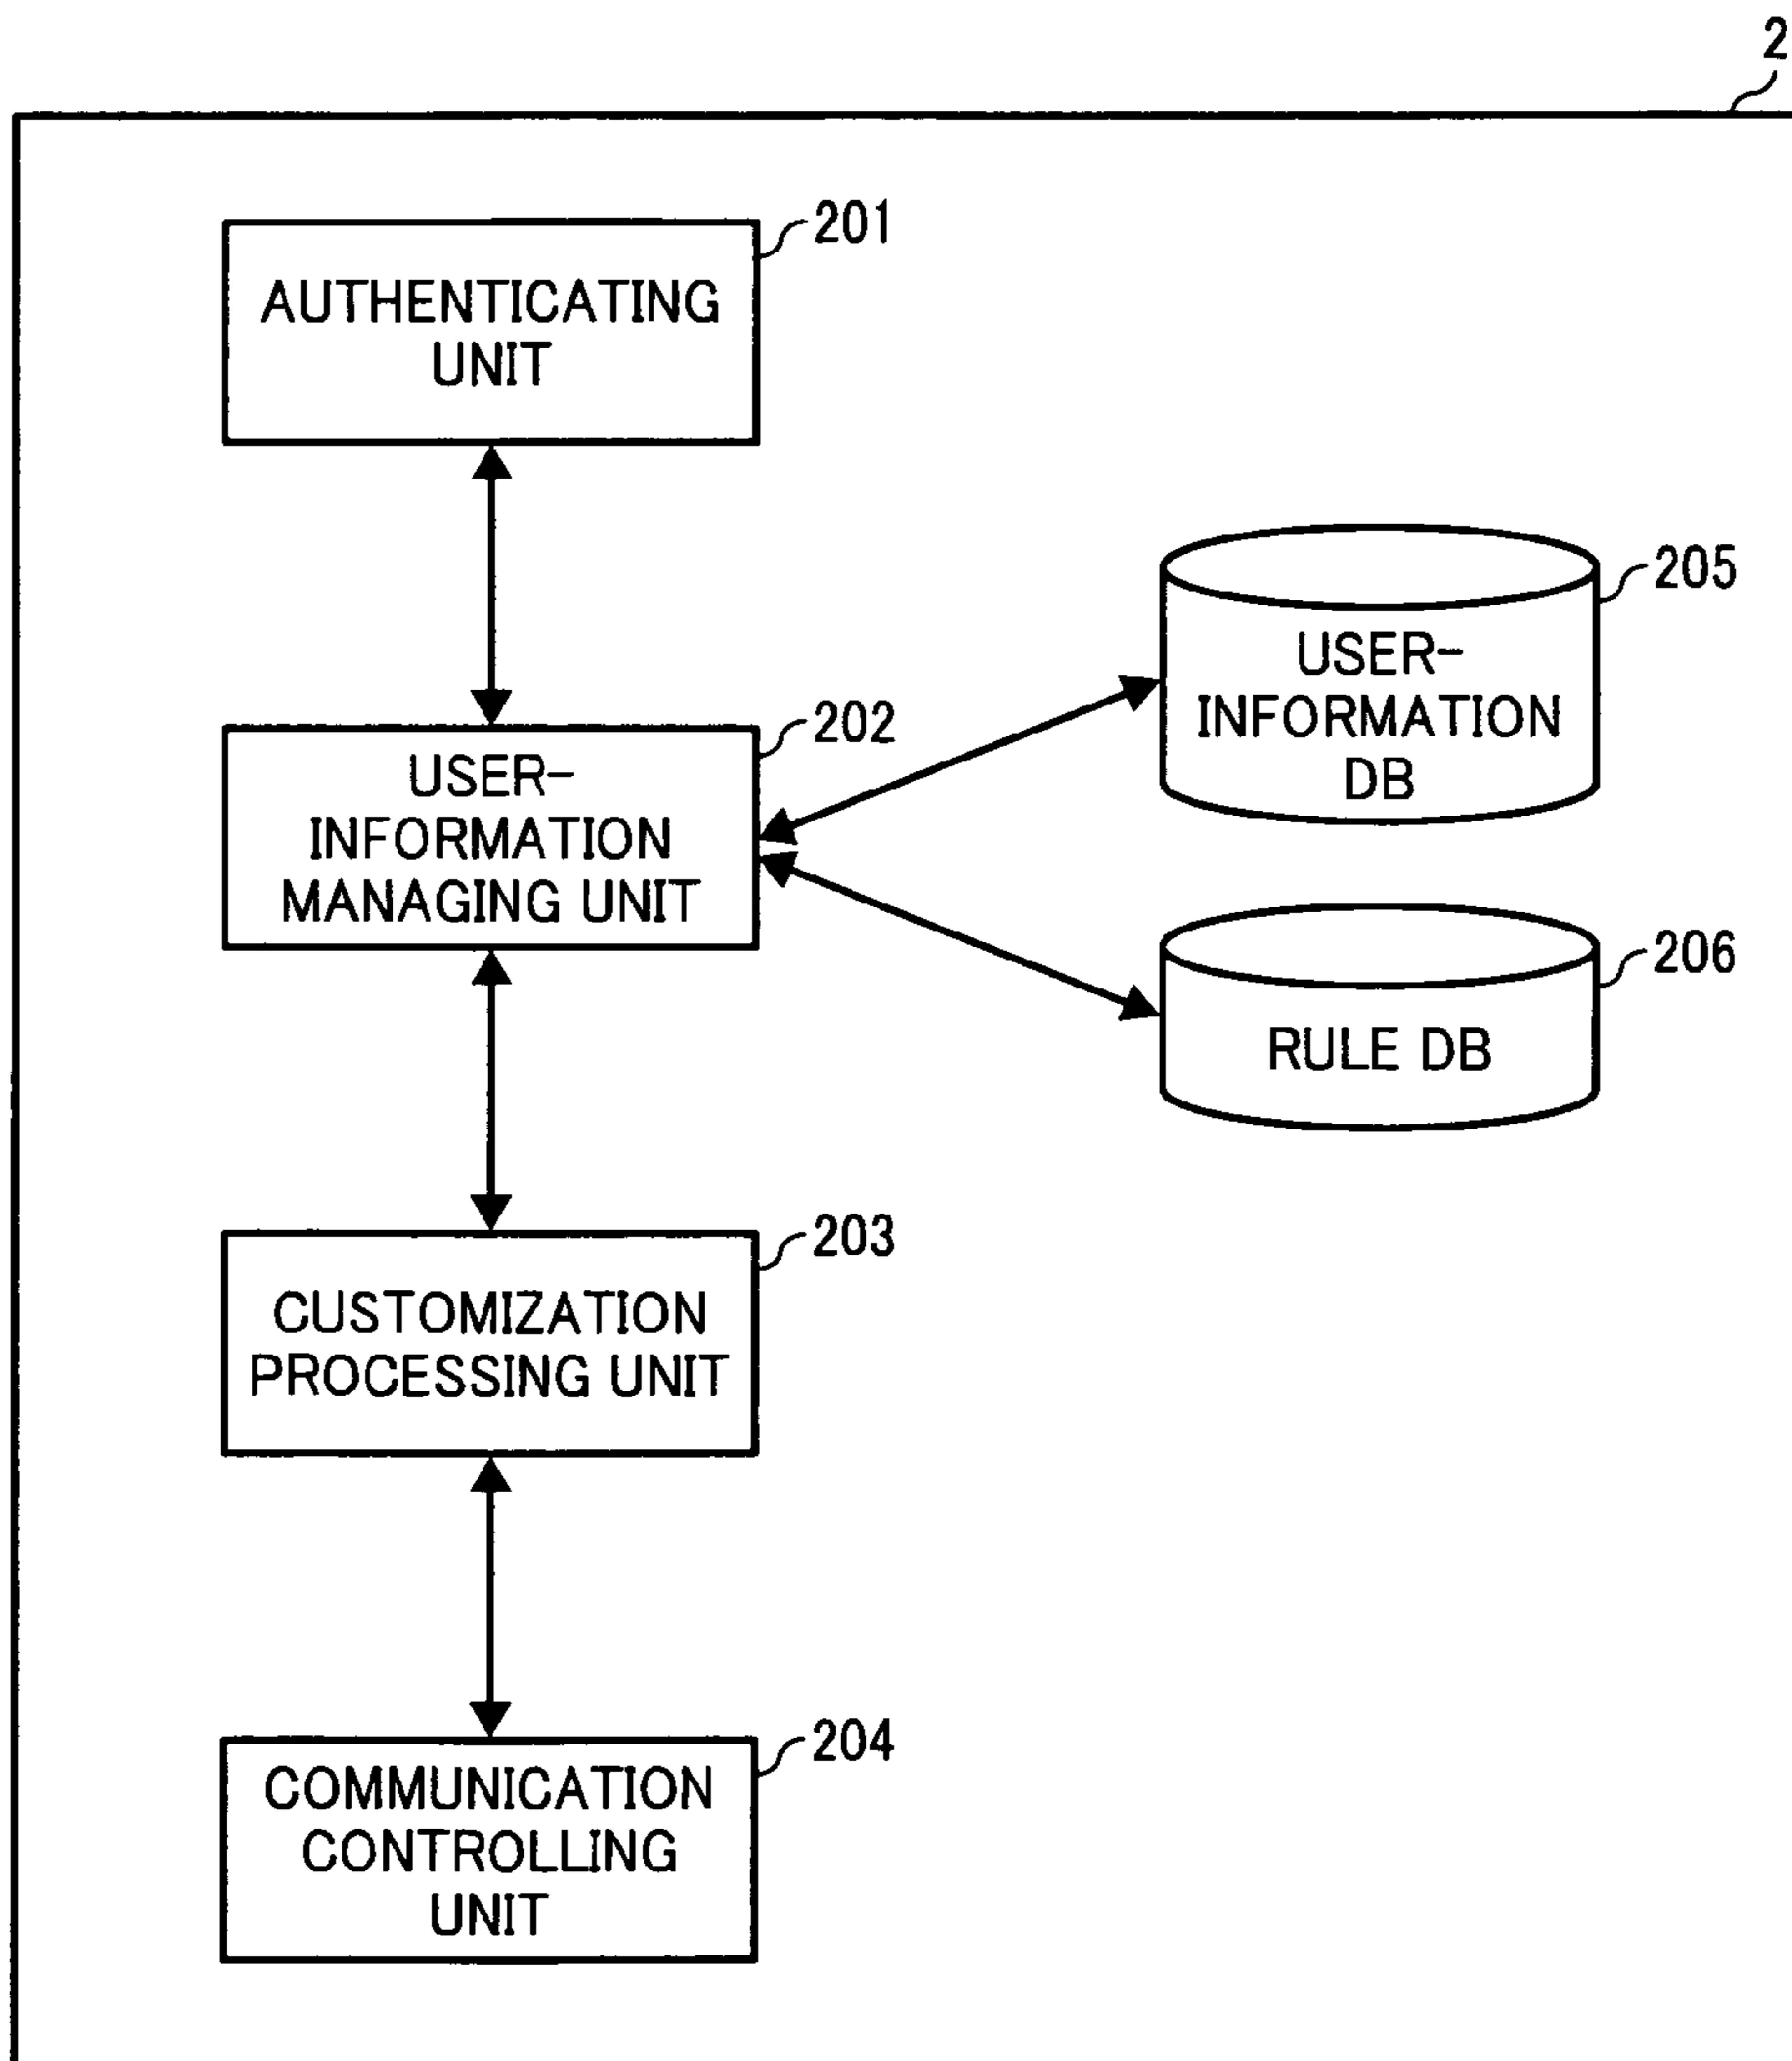 2
201
AUTHENTICATING
UNIT
205
USER-
INFORMATION
DB
202
USER-
INFORMATION
MANAGING UNIT
206
RULE DB
203
CUSTOMIZATION
PROCESSING UNIT
204
COMMUNICATION
CONTROLLING
UNIT